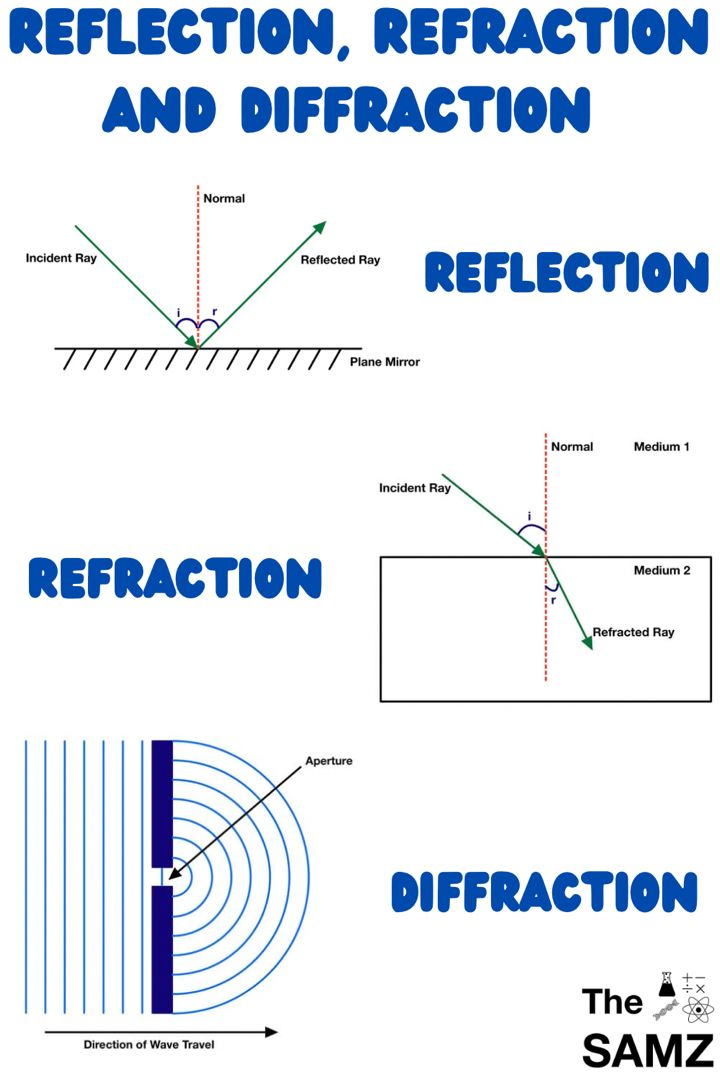 REFLECTION, REFRACTION
AND DIFFRACTION
Normal
Incident Ray
Reflected Ray
i
r
Plane Mirror
REFLECTION
Normal
Medium 1
Incident Ray
i
Medium 2
r
Refracted Ray
REFRACTION
Aperture
Direction of Wave Travel
DIFFRACTION
+−
÷×
The
SAMZ